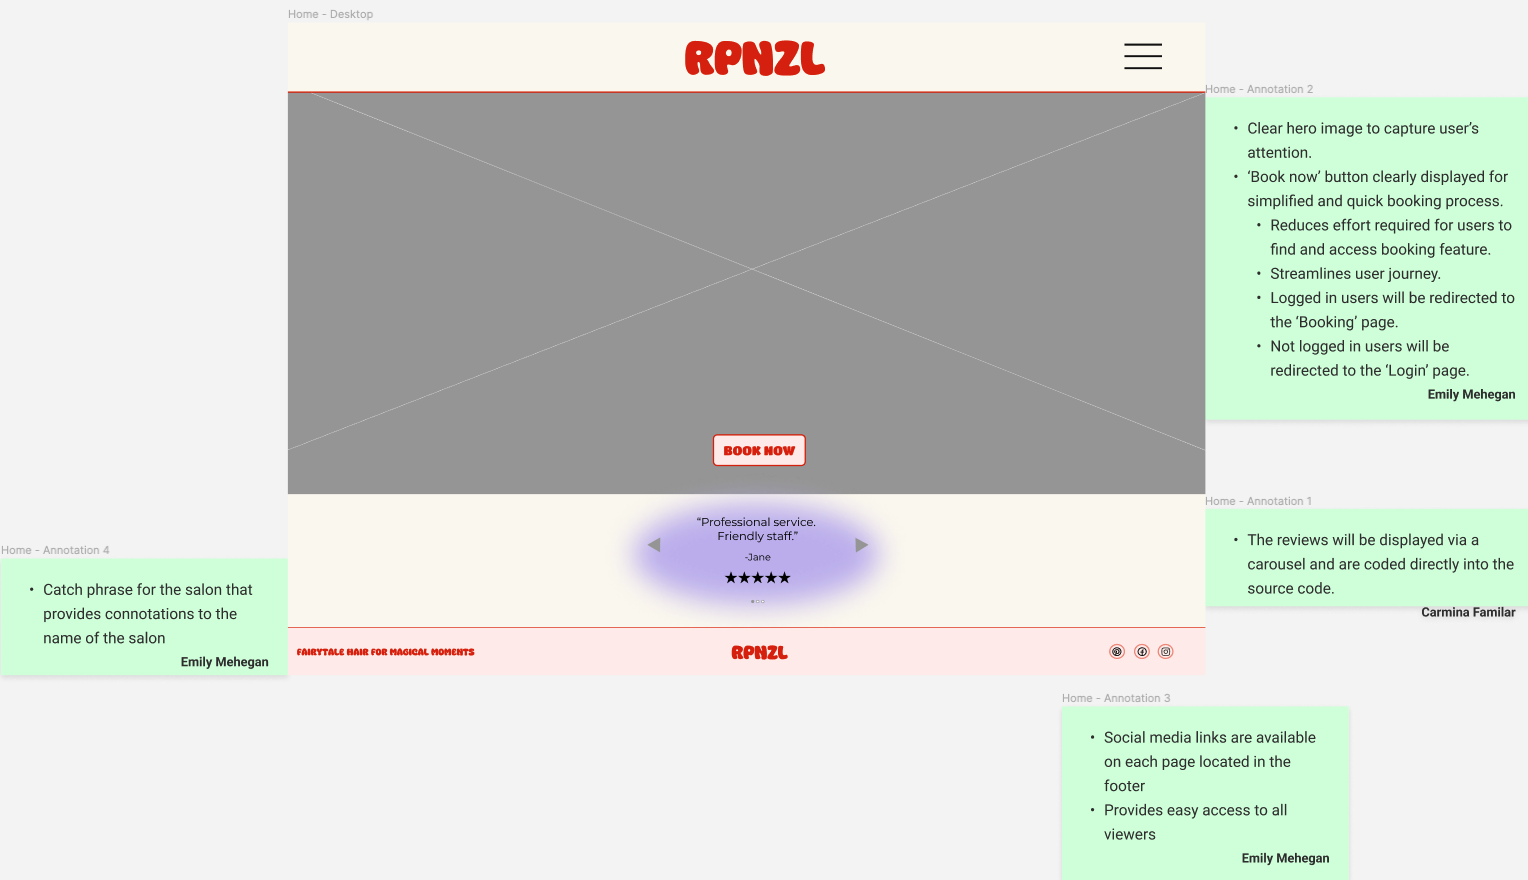 Home - Desktop
RPNZL
Home - Annotation 2
• Clear hero image to capture user’s
attention.
• ‘Book now’ button clearly displayed for
simplified and quick booking process.
• Reduces effort required for users to
find and access booking feature.
• Streamlines user journey.
• Logged in users will be redirected to
the ‘Booking’ page.
• Not logged in users will be
redirected to the ‘Login’ page.
Emily Mehegan
BOOK NOW
“Professional service.
Friendly staff.”
-Jane
★★★★★
Home - Annotation 1
• The reviews will be displayed via a
carousel and are coded directly into the
source code.
Carmina Familar
Home - Annotation 4
• Catch phrase for the salon that
provides connotations to the
name of the salon
Emily Mehegan
FAIRYTALE HAIR FOR MAGICAL MOMENTS
RPNZL
Home - Annotation 3
• Social media links are available
on each page located in the
footer
• Provides easy access to all
viewers
Emily Mehegan